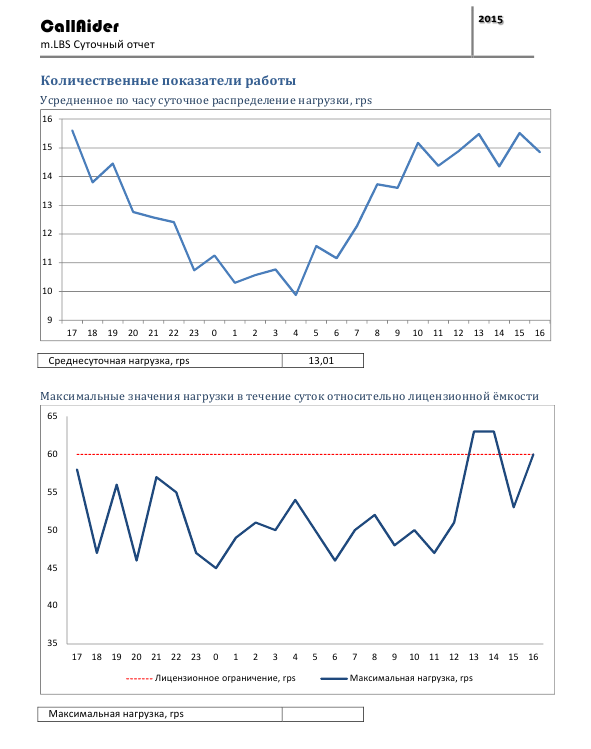 CallAider
m.LBS Суточный отчет
2015
Количественные показатели работы
Усредненное по часу суточное распределение нагрузки, rps
16
15
14
13
12
11
10
9
17 18 19 20 21 22 23 0 1 2 3 4 5 6 7 8 9 10 11 12 13 14 15 16
Среднесуточная нагрузка, rps 13,01
Максимальные значения нагрузки в течение суток относительно лицензионной ёмкости
65
60
55
50
45
40
35
17 18 19 20 21 22 23 0 1 2 3 4 5 6 7 8 9 10 11 12 13 14 15 16
Лицензионное ограничение, rps Максимальная нагрузка, rps
Максимальная нагрузка, rps